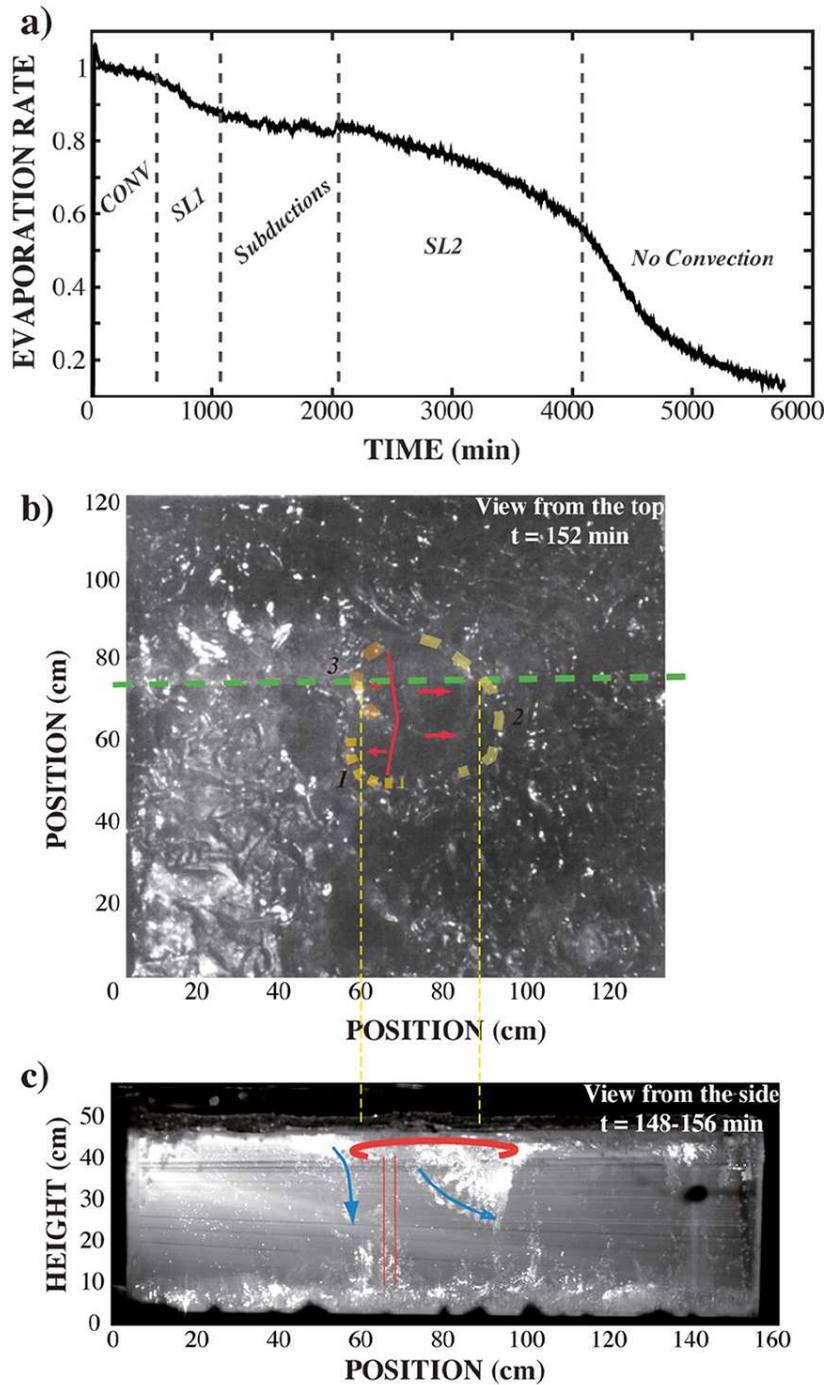 a)
EVAPORATION RATE
1
0.8
0.6
0.4
0.2
CONV
SL1
Subductions
SL2
No Convection
0 1000 2000 3000 4000 5000 6000
TIME (min)
b)
View from the top
t = 152 min
POSITION (cm)
120
100
80
60
40
20
3
2
1
1
0 20 40 60 80 100 120
POSITION (cm)
c)
View from the side
t = 148-156 min
HEIGHT (cm)
50
40
30
20
10
0
0 20 40 60 80 100 120 140 160
POSITION (cm)